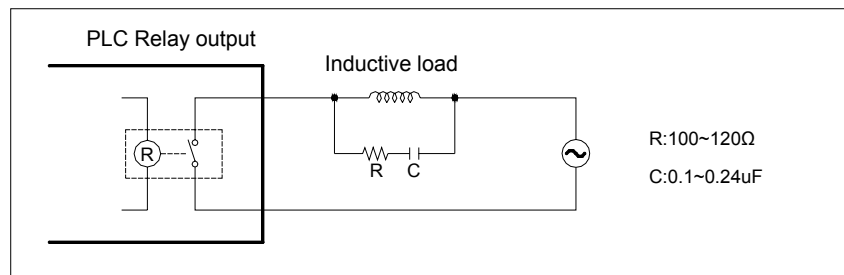 PLC Relay output
Inductive load
R
R C
R:100~120Ω
C:0.1~0.24uF